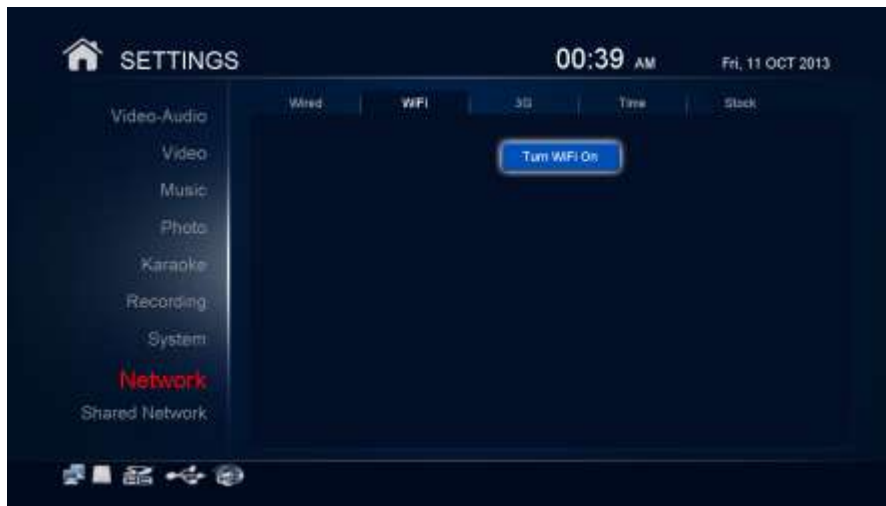 SETTINGS 00:39 AM Fri, 11 OCT 2013
Wired WiFi 3G Time Stock
Video-Audio
Turn WiFi On
Video
Music
Photo
Karaoke
Recording
System
Network
Shared Network